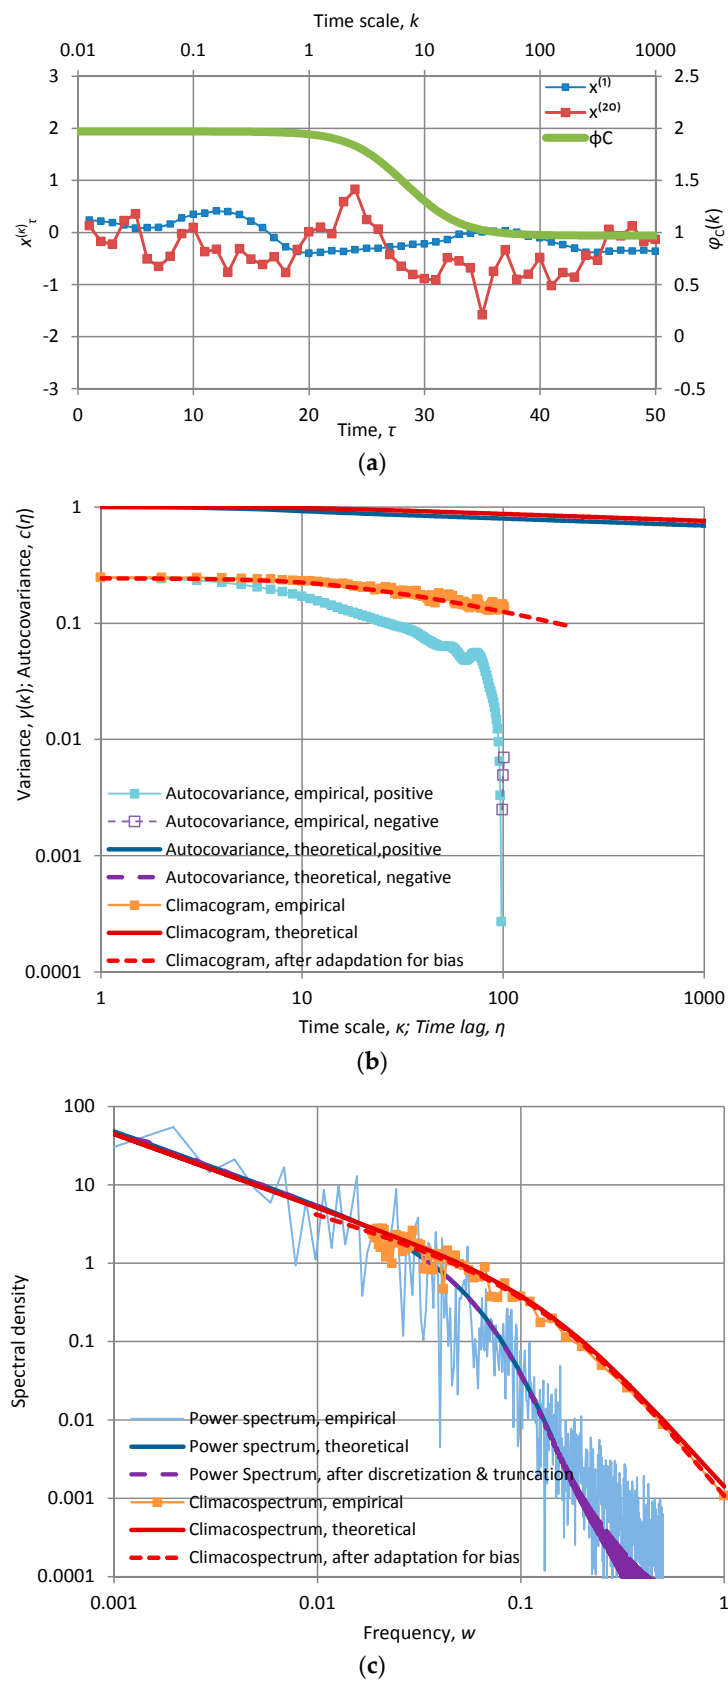 Time scale, k
0.01 0.1 1 10 100 1000
3 2.5
2 2
1 1.5
0 1
-1 0.5
-2 0
-3 -0.5
x⁽¹⁾
x⁽²⁰⁾
ϕC
x⁽ᵏ⁾τ
φC(k)
0 10 20 30 40 50
Time, τ
(a)
Variance, γ(κ); Autocovariance, c(η)
1
0.1
0.01
0.001
0.0001
Autocovariance, empirical, positive
Autocovariance, empirical, negative
Autocovariance, theoretical,positive
Autocovariance, theoretical, negative
Climacogram, empirical
Climacogram, theoretical
Climacogram, after adapdation for bias
1 10 100 1000
Time scale, κ; Time lag, η
(b)
Spectral density
100
10
1
0.1
0.01
0.001
0.0001
Power spectrum, empirical
Power spectrum, theoretical
Power Spectrum, after discretization & truncation
Climacospectrum, empirical
Climacospectrum, theoretical
Climacospectrum, after adaptation for bias
0.001 0.01 0.1 1
Frequency, w
(c)